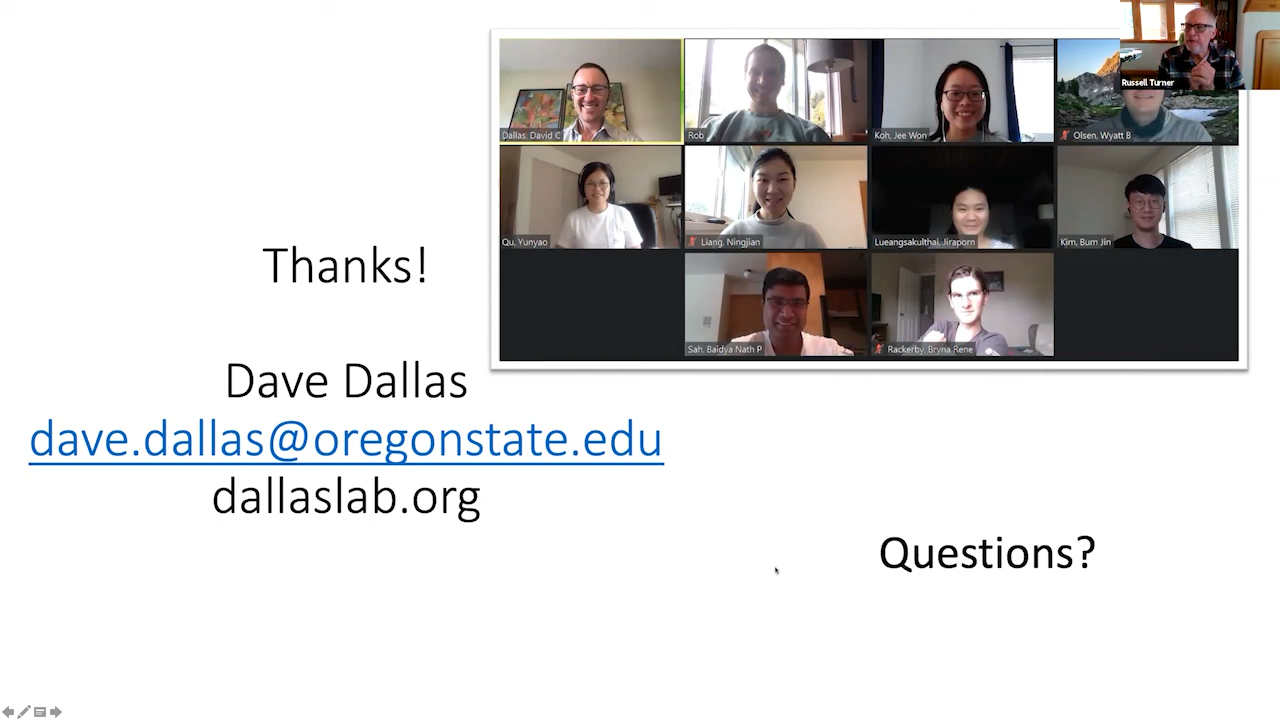 Russell Turner
Dallas, David C
Rob
Koh, Jee Won
Olsen, Wyatt B
Qu, Yunyao
Liang, Ningjian
Lueangsakulthai, Jiraporn
Kim, Bum Jin
Sah, Baidya Nath P
Rackerby, Bryna Rene
Thanks!
Dave Dallas
dave.dallas@oregonstate.edu
dallaslab.org
Questions?